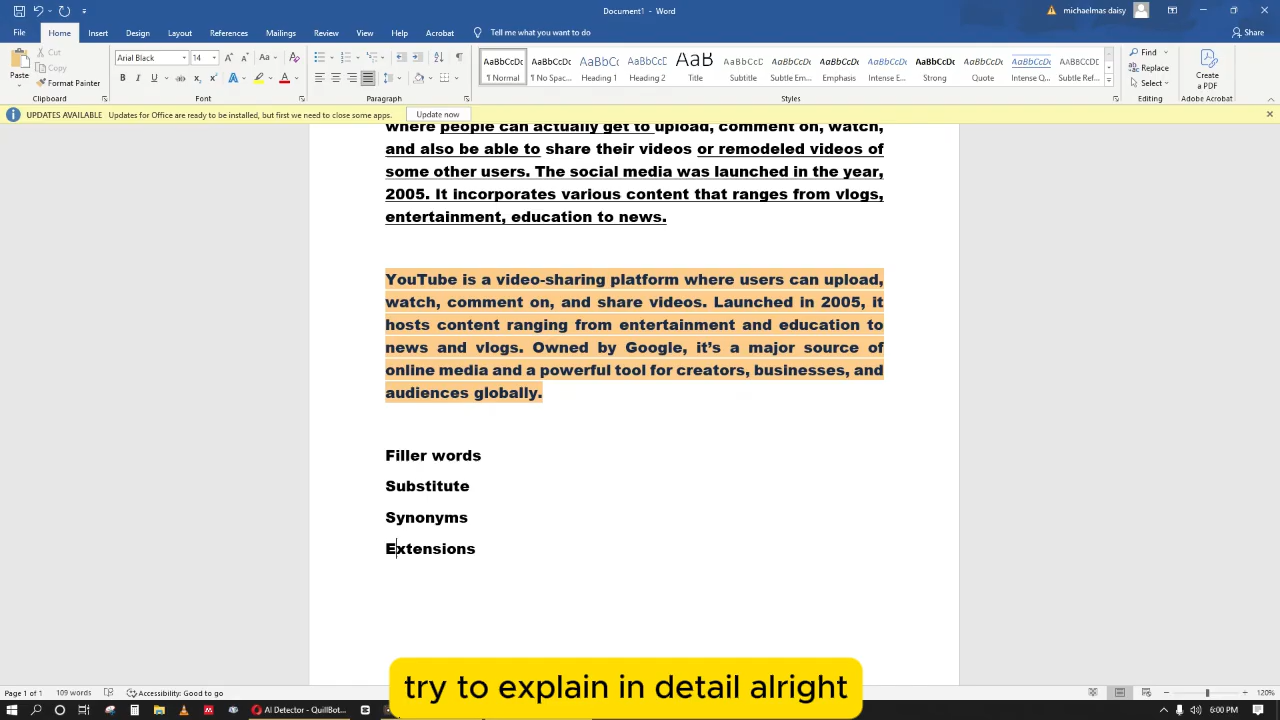 Document1 - Word
michaelmas daisy
File Home Insert Draw Design Layout References Mailings Review View Help Acrobat Tell me what you want to do Share
Paste
Cut
Copy
Format Painter
Clipboard
Arial Black 14
Font
Paragraph
AaBbCcDc AaBbCcDc AaBbCc AaBbCcD AaB AaBbCcD AaBbCcDc AaBbCcDc AaBbCcDc AaBbCcDc AaBbCcDc AaBbCcDc AaBbCcDc
¶ Normal ¶ No Spac... Heading 1 Heading 2 Title Subtitle Subtle Em... Emphasis Intense E... Strong Quote Intense Q... Subtle Ref...
Styles
Find
Replace
Select
Editing
Create
a PDF
Adobe Acrobat
UPDATES AVAILABLE Updates for Office are ready to be installed, but first we need to close some apps. Update now
where people can actually get to upload, comment on, watch,
and also be able to share their videos or remodeled videos of
some other users. The social media was launched in the year,
2005. It incorporates various content that ranges from vlogs,
entertainment, education to news.
YouTube is a video-sharing platform where users can upload,
watch, comment on, and share videos. Launched in 2005, it
hosts content ranging from entertainment and education to
news and vlogs. Owned by Google, it’s a major source of
online media and a powerful tool for creators, businesses, and
audiences globally.
Filler words
Substitute
Synonyms
Extensions
try to explain in detail alright
Page 1 of 1 109 words Accessibility: Good to go 120%
AI Detector - QuillBot... 6:00 PM